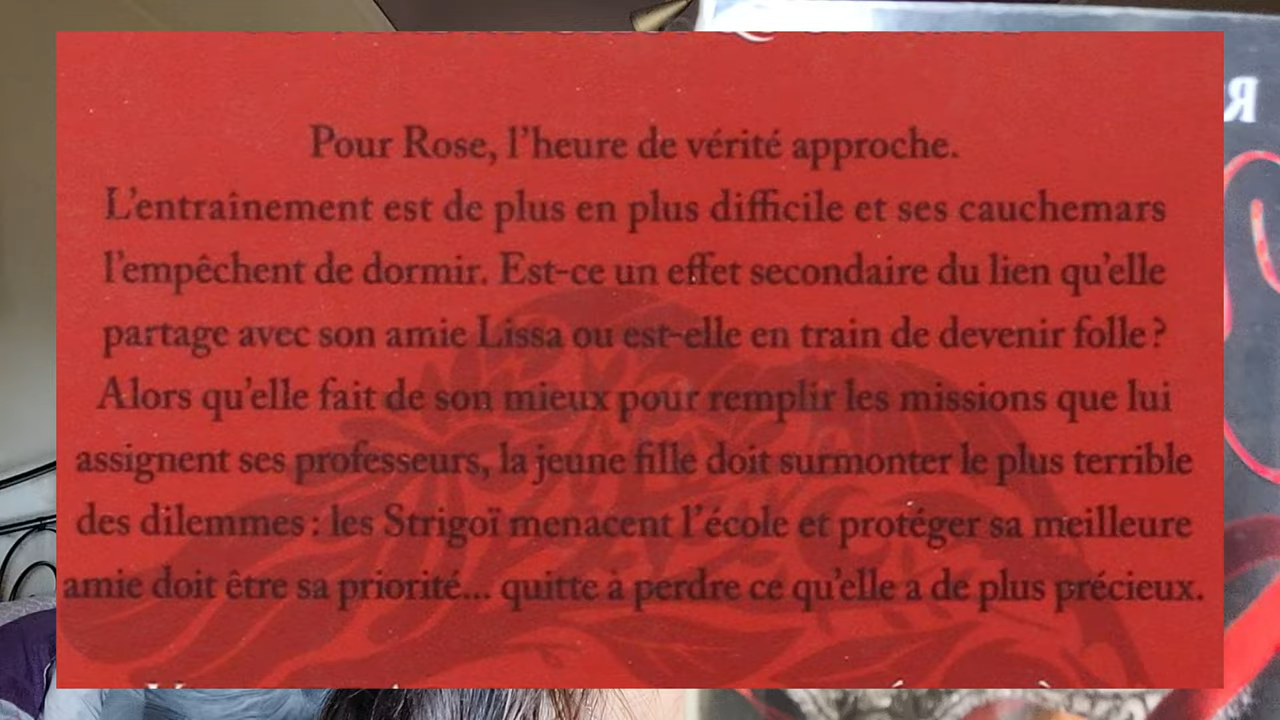 Pour Rose, l'heure de vérité approche.
L'entraînement est de plus en plus difficile et ses cauchemars
l'empêchent de dormir. Est-ce un effet secondaire du lien qu'elle
partage avec son amie Lissa ou est-elle en train de devenir folle ?
Alors qu'elle fait de son mieux pour remplir les missions que lui
assignent ses professeurs, la jeune fille doit surmonter le plus terrible
des dilemmes : les Strigoï menacent l'école et protéger sa meilleure
amie doit être sa priorité... quitte à perdre ce qu'elle a de plus précieux.